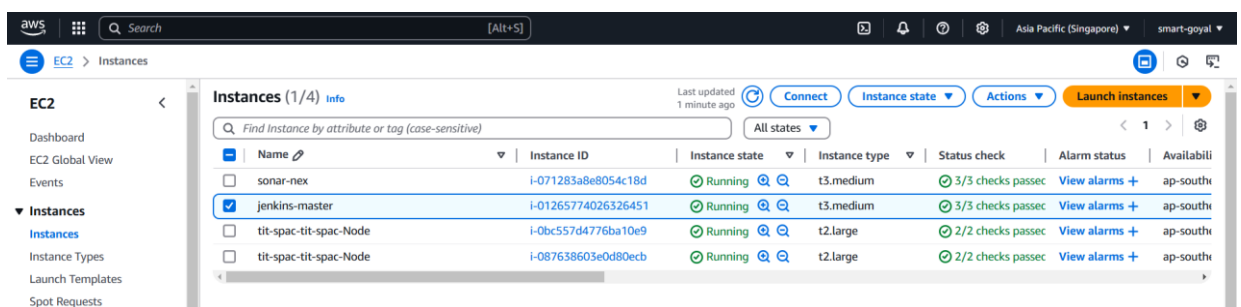 aws Search [Alt+S] Asia Pacific (Singapore) ▼ smart-goyal ▼
EC2 > Instances
EC2
Dashboard
EC2 Global View
Events
▼ Instances
Instances
Instance Types
Launch Templates
Spot Requests
Instances (1/4) Info
Last updated
1 minute ago
Connect Instance state ▼ Actions ▼ Launch instances ▼
Find Instance by attribute or tag (case-sensitive) All states ▼ < 1 >
Name Instance ID Instance state Instance type Status check Alarm status Availabili
sonar-nex i-071283a8e8054c18d Running t3.medium 3/3 checks passec View alarms + ap-southe
jenkins-master i-01265774026326451 Running t3.medium 3/3 checks passec View alarms + ap-southe
tit-spac-tit-spac-Node i-0bc557d4776ba10e9 Running t2.large 2/2 checks passec View alarms + ap-southe
tit-spac-tit-spac-Node i-087638603e0d80ecb Running t2.large 2/2 checks passec View alarms + ap-southe